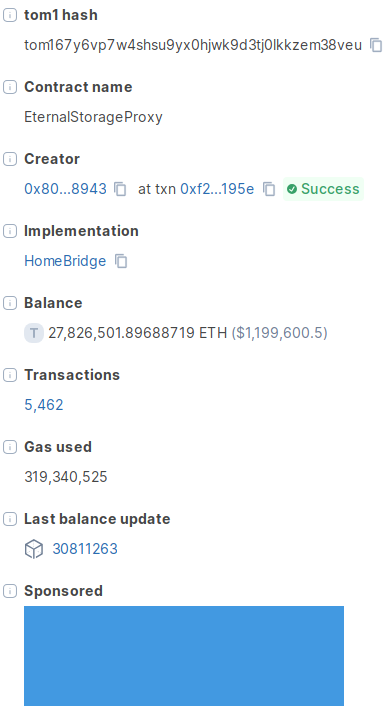 tom1 hash
tom167y6vp7w4shsu9yx0hjwk9d3tj0lkkzem38veu
Contract name
EternalStorageProxy
Creator
0x80...8943 at txn 0xf2...195e Success
Implementation
HomeBridge
Balance
T 27,826,501.89688719 ETH ($1,199,600.5)
Transactions
5,462
Gas used
319,340,525
Last balance update
30811263
Sponsored